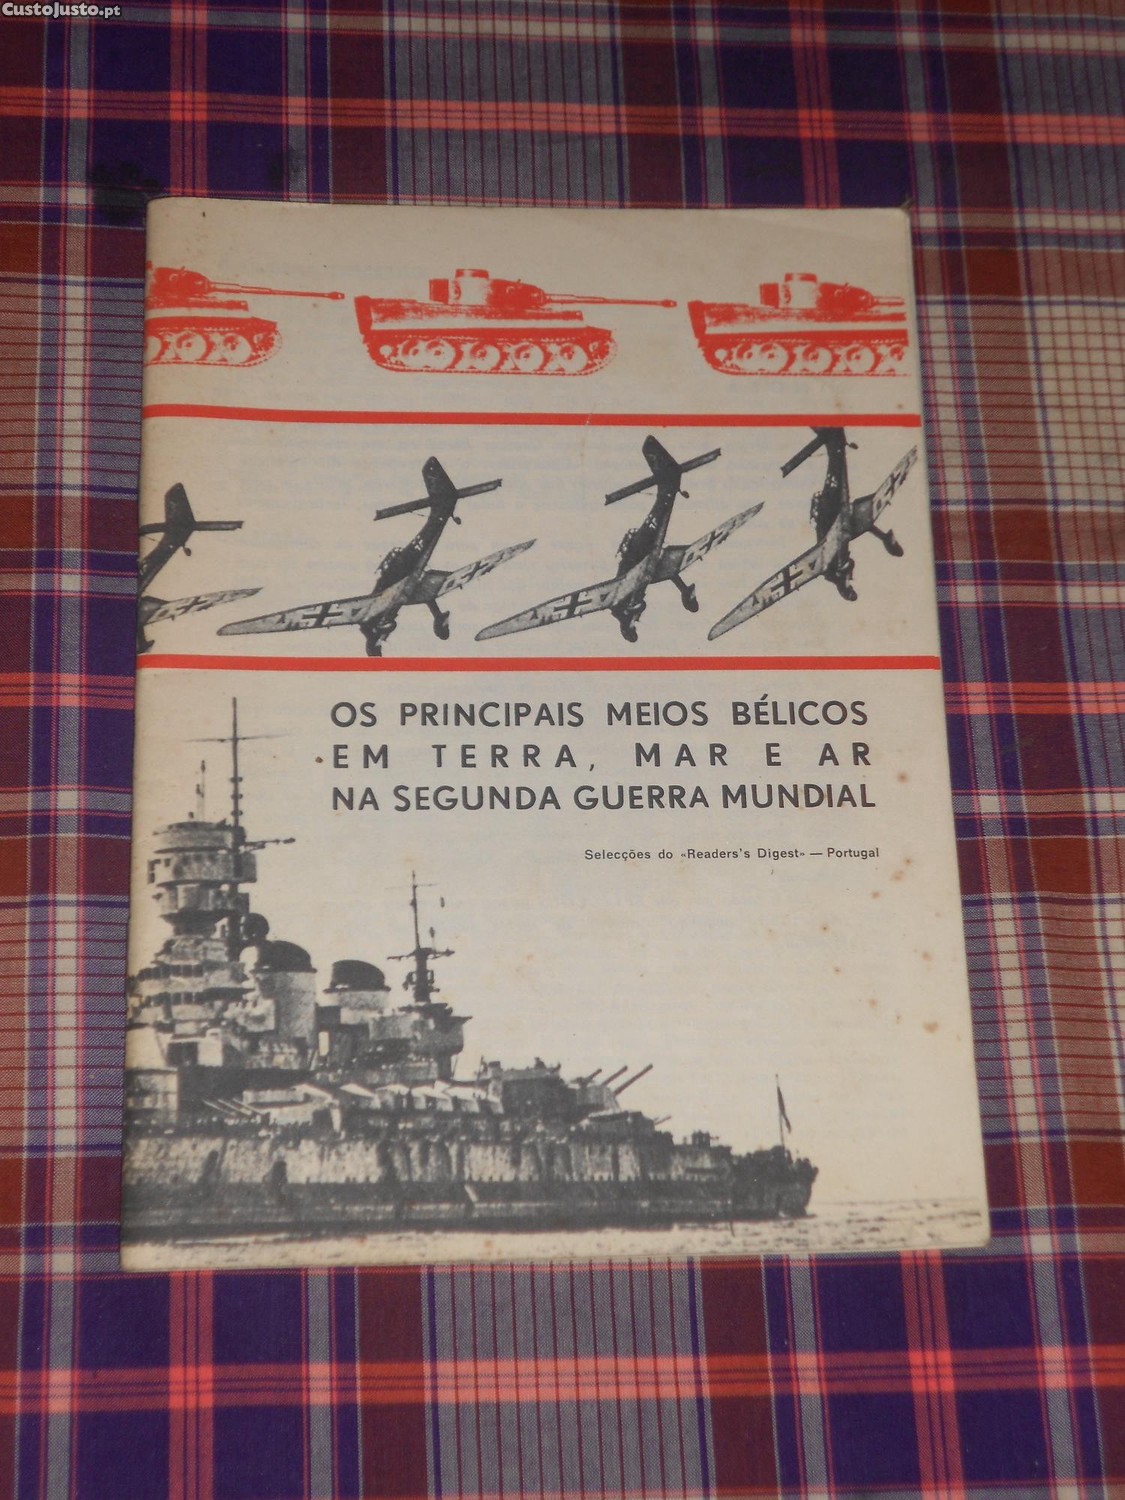 CustoJusto.pt
OS PRINCIPAIS MEIOS BÉLICOS
EM TERRA, MAR E AR
NA SEGUNDA GUERRA MUNDIAL
Selecções do «Readers's Digest» — Portugal